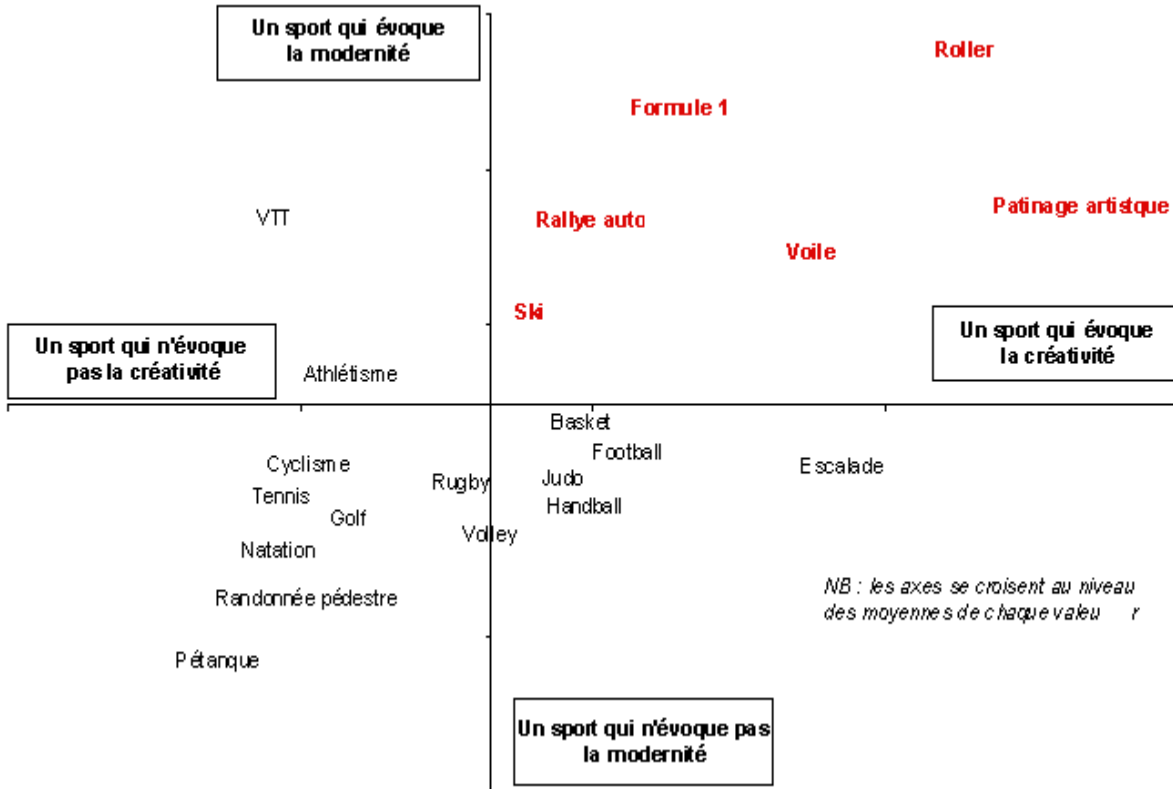 Un sport qui évoque
la modernité
Roller
Formule 1
VTT
Rallye auto
Patinage artistque
Voile
Ski
Un sport qui n'évoque
pas la créativité
Un sport qui évoque
la créativité
Athlétisme
Basket
Football
Cyclisme
Escalade
Rugby
Judo
Tennis
Handball
Golf
Volley
Natation
Randonnée pédestre
NB : les axes se croisent au niveau
des moyennes de chaque valeu r
Pétanque
Un sport qui n'évoque pas
la modernité